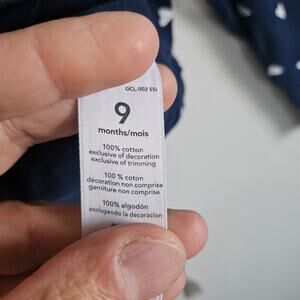 GCL-002 SSI
9
months/mois
100% cotton
exclusive of decoration
exclusive of trimming
100 % coton
décoration non comprise
garniture non comprise
100% algodón
excluyendo la decoracion